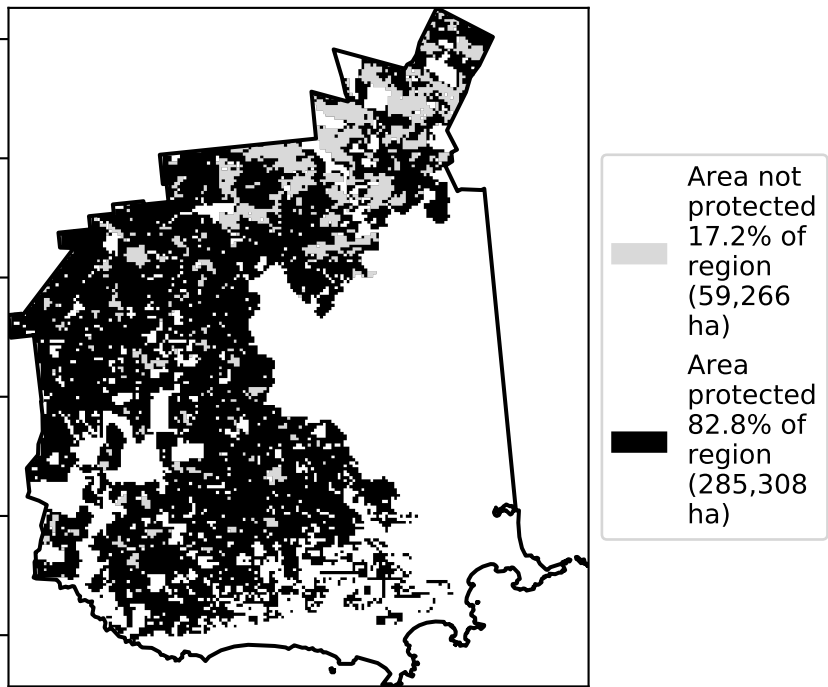 Area not
protected
17.2% of
region
(59,266
ha)
Area
protected
82.8% of
region
(285,308
ha)